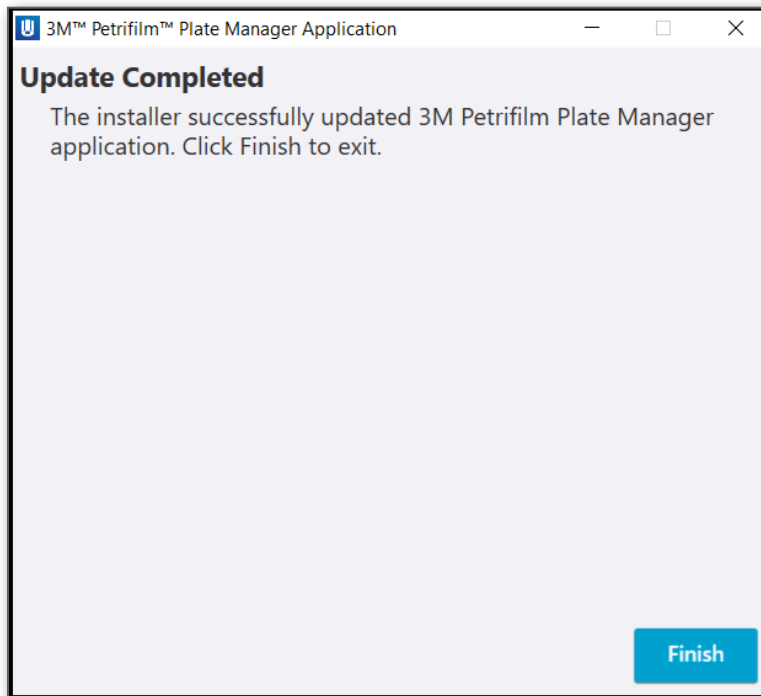 3M™ Petrifilm™ Plate Manager Application
Update Completed
The installer successfully updated 3M Petrifilm Plate Manager
application. Click Finish to exit.
Finish